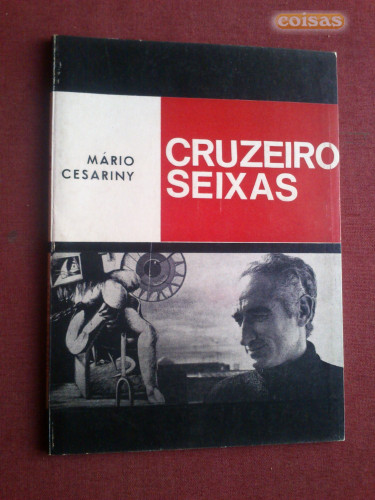 coisas
MÁRIO
CESARINY
CRUZEIRO
SEIXAS